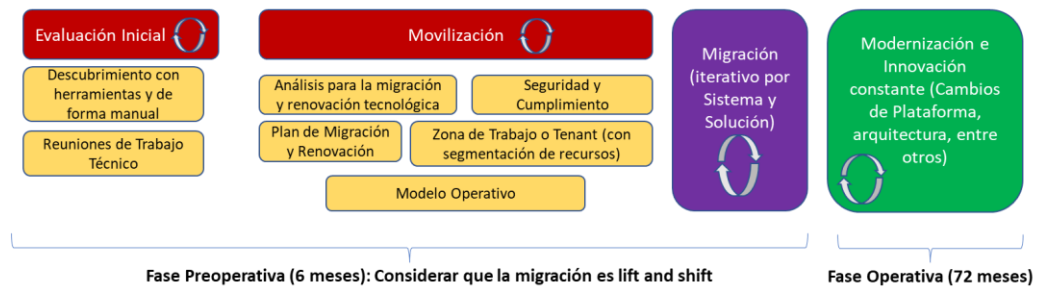 Evaluación Inicial
Descubrimiento con
herramientas y de
forma manual
Reuniones de Trabajo
Técnico
Movilización
Análisis para la migración
y renovación tecnológica
Seguridad y
Cumplimiento
Plan de Migración
y Renovación
Zona de Trabajo o Tenant (con
segmentación de recursos)
Modelo Operativo
Migración
(iterativo por
Sistema y
Solución)
Modernización e
Innovación
constante (Cambios
de Plataforma,
arquitectura, entre
otros)
Fase Preoperativa (6 meses): Considerar que la migración es lift and shift
Fase Operativa (72 meses)